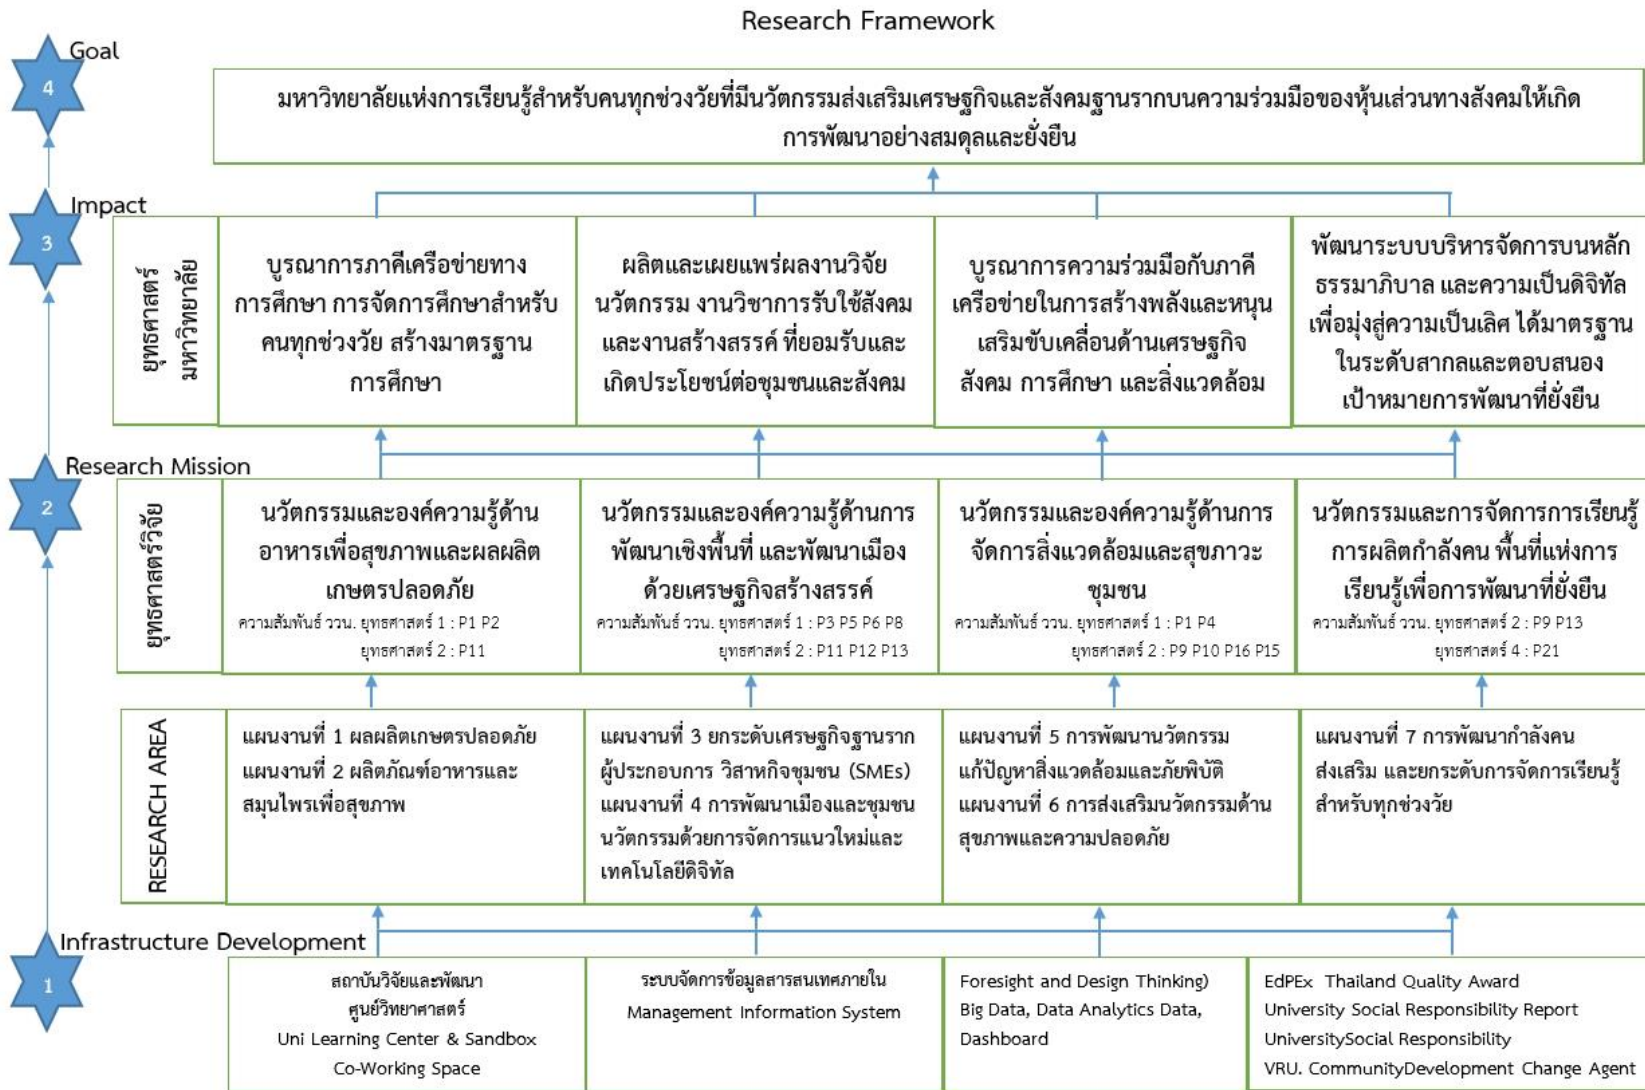 Research Framework
Goal
4
มหาวิทยาลัยแห่งการเรียนรู้สำหรับคนทุกช่วงวัยที่มีนวัตกรรมส่งเสริมเศรษฐกิจและสังคมฐานรากบนความร่วมมือของหุ้นส่วนทางสังคมให้เกิด
การพัฒนาอย่างสมดุลและยั่งยืน
Impact
3
ยุทธศาสตร์
มหาวิทยาลัย
บูรณาการภาคีเครือข่ายทาง
การศึกษา การจัดการศึกษาสำหรับ
คนทุกช่วงวัย สร้างมาตรฐาน
การศึกษา
ผลิตและเผยแพร่ผลงานวิจัย
นวัตกรรม งานวิชาการรับใช้สังคม
และงานสร้างสรรค์ ที่ยอมรับและ
เกิดประโยชน์ต่อชุมชนและสังคม
บูรณาการความร่วมมือกับภาคี
เครือข่ายในการสร้างพลังและหนุน
เสริมขับเคลื่อนด้านเศรษฐกิจ
สังคม การศึกษา และสิ่งแวดล้อม
พัฒนาระบบบริหารจัดการบนหลัก
ธรรมาภิบาล และความเป็นดิจิทัล
เพื่อมุ่งสู่ความเป็นเลิศ ได้มาตรฐาน
ในระดับสากลและตอบสนอง
เป้าหมายการพัฒนาที่ยั่งยืน
Research Mission
2
ยุทธศาสตร์วิจัย
นวัตกรรมและองค์ความรู้ด้าน
อาหารเพื่อสุขภาพและผลผลิต
เกษตรปลอดภัย
ความสัมพันธ์ ววน. ยุทธศาสตร์ 1 : P1 P2
ยุทธศาสตร์ 2 : P11
นวัตกรรมและองค์ความรู้ด้านการ
พัฒนาเชิงพื้นที่ และพัฒนาเมือง
ด้วยเศรษฐกิจสร้างสรรค์
ความสัมพันธ์ ววน. ยุทธศาสตร์ 1 : P3 P5 P6 P8
ยุทธศาสตร์ 2 : P11 P12 P13
นวัตกรรมและองค์ความรู้ด้านการ
จัดการสิ่งแวดล้อมและสุขภาวะ
ชุมชน
ความสัมพันธ์ ววน. ยุทธศาสตร์ 1 : P1 P4
ยุทธศาสตร์ 2 : P9 P10 P16 P15
นวัตกรรมและการจัดการการเรียนรู้
การผลิตกำลังคน พื้นที่แห่งการ
เรียนรู้เพื่อการพัฒนาที่ยั่งยืน
ความสัมพันธ์ ววน. ยุทธศาสตร์ 2 : P9 P13
ยุทธศาสตร์ 4 : P21
RESEARCH AREA
แผนงานที่ 1 ผลผลิตเกษตรปลอดภัย
แผนงานที่ 2 ผลิตภัณฑ์อาหารและ
สมุนไพรเพื่อสุขภาพ
แผนงานที่ 3 ยกระดับเศรษฐกิจฐานราก
ผู้ประกอบการ วิสาหกิจชุมชน (SMEs)
แผนงานที่ 4 การพัฒนาเมืองและชุมชน
นวัตกรรมด้วยการจัดการแนวใหม่และ
เทคโนโลยีดิจิทัล
แผนงานที่ 5 การพัฒนานวัตกรรม
แก้ปัญหาสิ่งแวดล้อมและภัยพิบัติ
แผนงานที่ 6 การส่งเสริมนวัตกรรมด้าน
สุขภาพและความปลอดภัย
แผนงานที่ 7 การพัฒนากำลังคน
ส่งเสริม และยกระดับการจัดการเรียนรู้
สำหรับทุกช่วงวัย
Infrastructure Development
1
สถาบันวิจัยและพัฒนา
ศูนย์วิทยาศาสตร์
Uni Learning Center & Sandbox
Co-Working Space
ระบบจัดการข้อมูลสารสนเทศภายใน
Management Information System
Foresight and Design Thinking)
Big Data, Data Analytics Data,
Dashboard
EdPEx Thailand Quality Award
University Social Responsibility Report
UniversitySocial Responsibility
VRU. CommunityDevelopment Change Agent